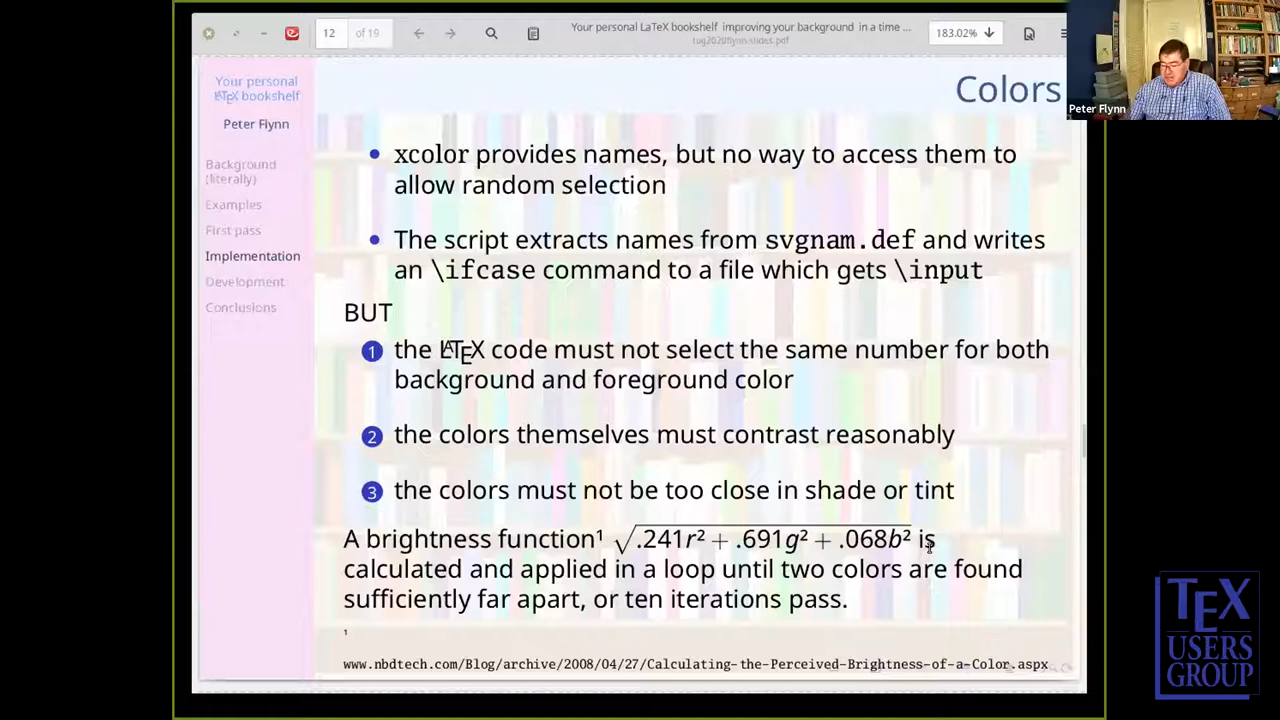 12
of 19
Your personal LaTeX bookshelf improving your background in a time ...
tug2020flynn-slides.pdf
183.02%
Peter Flynn
Your personal
LATEX bookshelf
Peter Flynn
Background
(literally)
Examples
First pass
Implementation
Development
Conclusions
Colors
• xcolor provides names, but no way to access them to
allow random selection
• The script extracts names from svgnam.def and writes
an \ifcase command to a file which gets \input
BUT
1 the LATEX code must not select the same number for both
background and foreground color
2 the colors themselves must contrast reasonably
3 the colors must not be too close in shade or tint
A brightness function¹ √.241r² + .691g² + .068b² is
calculated and applied in a loop until two colors are found
sufficiently far apart, or ten iterations pass.
1
www.nbdtech.com/Blog/archive/2008/04/27/Calculating-the-Perceived-Brightness-of-a-Color.aspx
TEX
USERS
GROUP